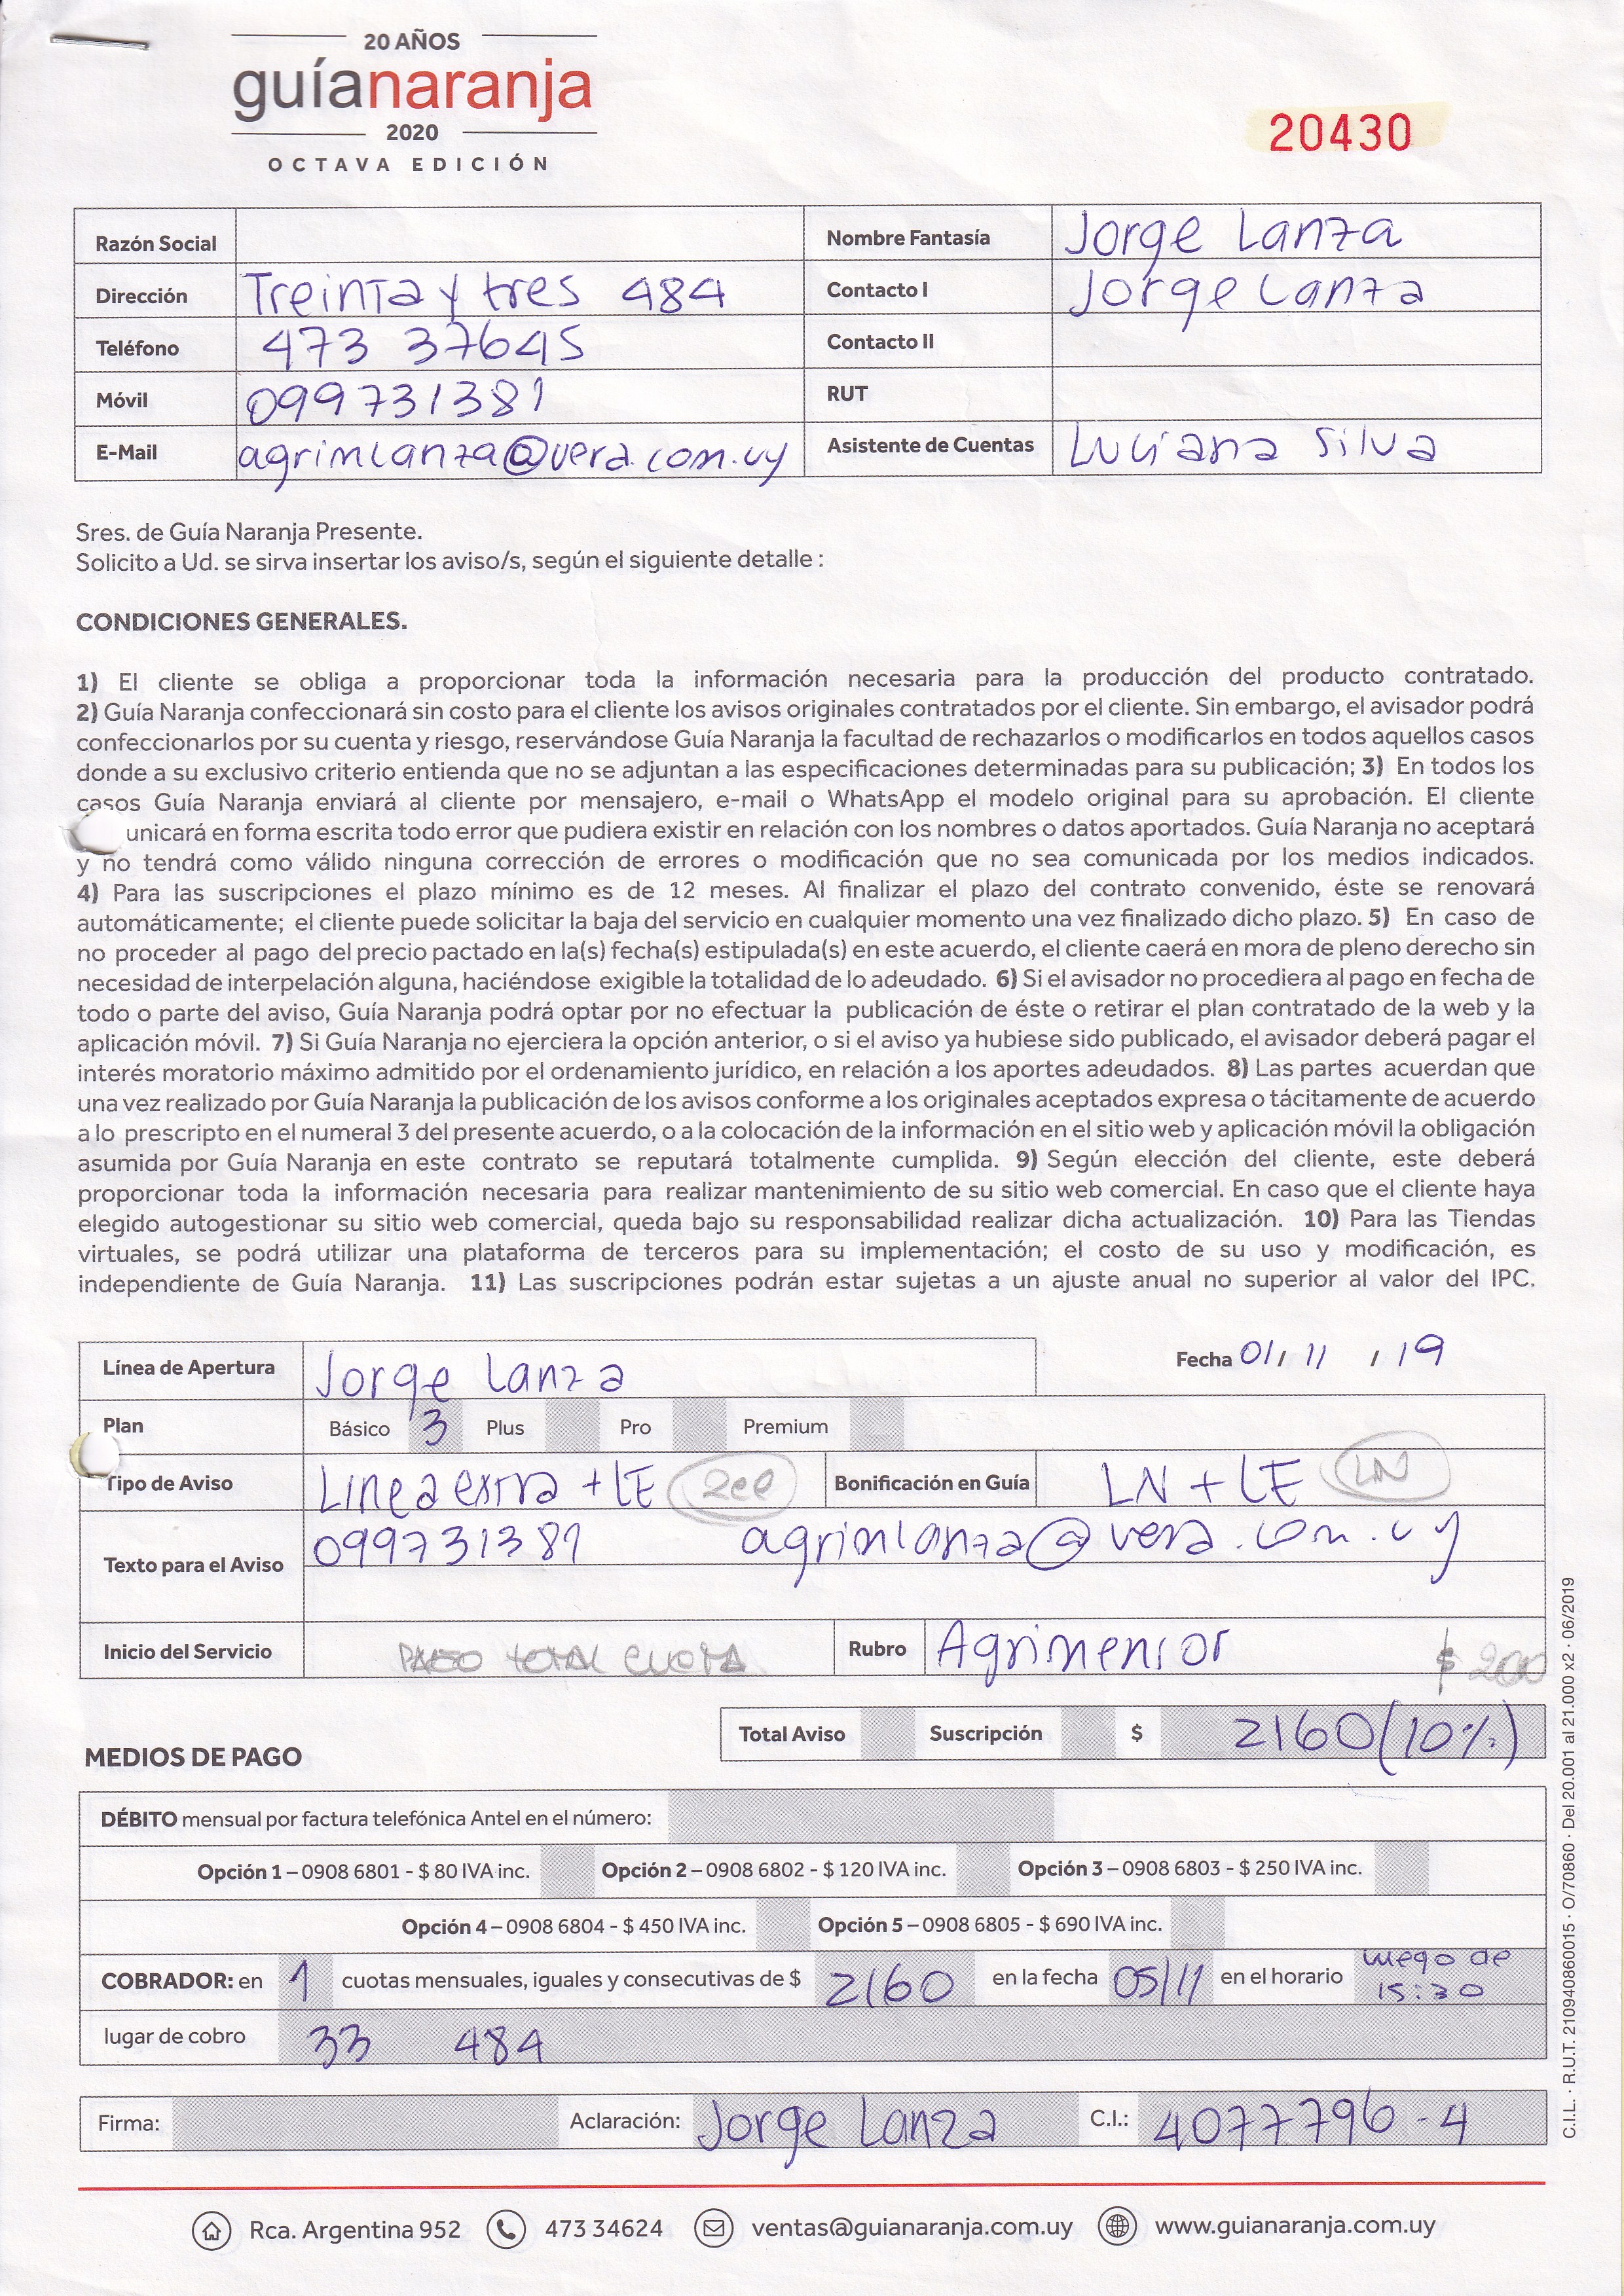 20 AÑOS
guíanaranja
2020
OCTAVA EDICIÓN
20430
Razón Social
Nombre Fantasía Jorge Lanza
Dirección Treinta y tres 484
Contacto I Jorge Lanza
Teléfono 473 37645
Contacto II
Móvil 099731381
RUT
E-Mail agrimlanza@vera.com.uy
Asistente de Cuentas Luciana Silva
Sres. de Guía Naranja Presente.
Solicito a Ud. se sirva insertar los aviso/s, según el siguiente detalle :
CONDICIONES GENERALES.
1) El cliente se obliga a proporcionar toda la información necesaria para la producción del producto contratado.
2) Guía Naranja confeccionará sin costo para el cliente los avisos originales contratados por el cliente. Sin embargo, el avisador podrá
confeccionarlos por su cuenta y riesgo, reservándose Guía Naranja la facultad de rechazarlos o modificarlos en todos aquellos casos
donde a su exclusivo criterio entienda que no se adjuntan a las especificaciones determinadas para su publicación; 3) En todos los
casos Guía Naranja enviará al cliente por mensajero, e-mail o WhatsApp el modelo original para su aprobación. El cliente
unicará en forma escrita todo error que pudiera existir en relación con los nombres o datos aportados. Guía Naranja no aceptará
y no tendrá como válido ninguna corrección de errores o modificación que no sea comunicada por los medios indicados.
4) Para las suscripciones el plazo mínimo es de 12 meses. Al finalizar el plazo del contrato convenido, éste se renovará
automáticamente; el cliente puede solicitar la baja del servicio en cualquier momento una vez finalizado dicho plazo. 5) En caso de
no proceder al pago del precio pactado en la(s) fecha(s) estipulada(s) en este acuerdo, el cliente caerá en mora de pleno derecho sin
necesidad de interpelación alguna, haciéndose exigible la totalidad de lo adeudado. 6) Si el avisador no procediera al pago en fecha de
todo o parte del aviso, Guía Naranja podrá optar por no efectuar la publicación de éste o retirar el plan contratado de la web y la
aplicación móvil. 7) Si Guía Naranja no ejerciera la opción anterior, o si el aviso ya hubiese sido publicado, el avisador deberá pagar el
interés moratorio máximo admitido por el ordenamiento jurídico, en relación a los aportes adeudados. 8) Las partes acuerdan que
una vez realizado por Guía Naranja la publicación de los avisos conforme a los originales aceptados expresa o tácitamente de acuerdo
a lo prescripto en el numeral 3 del presente acuerdo, o a la colocación de la información en el sitio web y aplicación móvil la obligación
asumida por Guía Naranja en este contrato se reputará totalmente cumplida. 9) Según elección del cliente, este deberá
proporcionar toda la información necesaria para realizar mantenimiento de su sitio web comercial. En caso que el cliente haya
elegido autogestionar su sitio web comercial, queda bajo su responsabilidad realizar dicha actualización. 10) Para las Tiendas
virtuales, se podrá utilizar una plataforma de terceros para su implementación; el costo de su uso y modificación, es
independiente de Guía Naranja. 11) Las suscripciones podrán estar sujetas a un ajuste anual no superior al valor del IPC.
Línea de Apertura Jorge Lanza
Fecha 01/ 11 / 19
Plan Básico 3 Plus Pro Premium
Tipo de Aviso Linea extra + LE
Bonificación en Guía LN + LE LN
Texto para el Aviso 099731381 agrimlanza@vera.com.uy
Inicio del Servicio PAGO TOTAL CUOTA
Rubro Agrimensor $ 200
Total Aviso Suscripción $ 2160 (10%)
MEDIOS DE PAGO
DÉBITO mensual por factura telefónica Antel en el número:
Opción 1 – 0908 6801 - $ 80 IVA inc. Opción 2 – 0908 6802 - $ 120 IVA inc. Opción 3 – 0908 6803 - $ 250 IVA inc.
Opción 4 – 0908 6804 - $ 450 IVA inc. Opción 5 – 0908 6805 - $ 690 IVA inc.
COBRADOR: en 1 cuotas mensuales, iguales y consecutivas de $ 2160 en la fecha 05/11 en el horario luego de
15:30
lugar de cobro 33 484
Firma: Aclaración: Jorge Lanza C.I.: 4077796-4
Rca. Argentina 952 473 34624 ventas@guianaranja.com.uy www.guianaranja.com.uy
C.I.L. · R.U.T. 210940860015 · O/70860 · Del 20.001 al 21.000 x2 · 06/2019